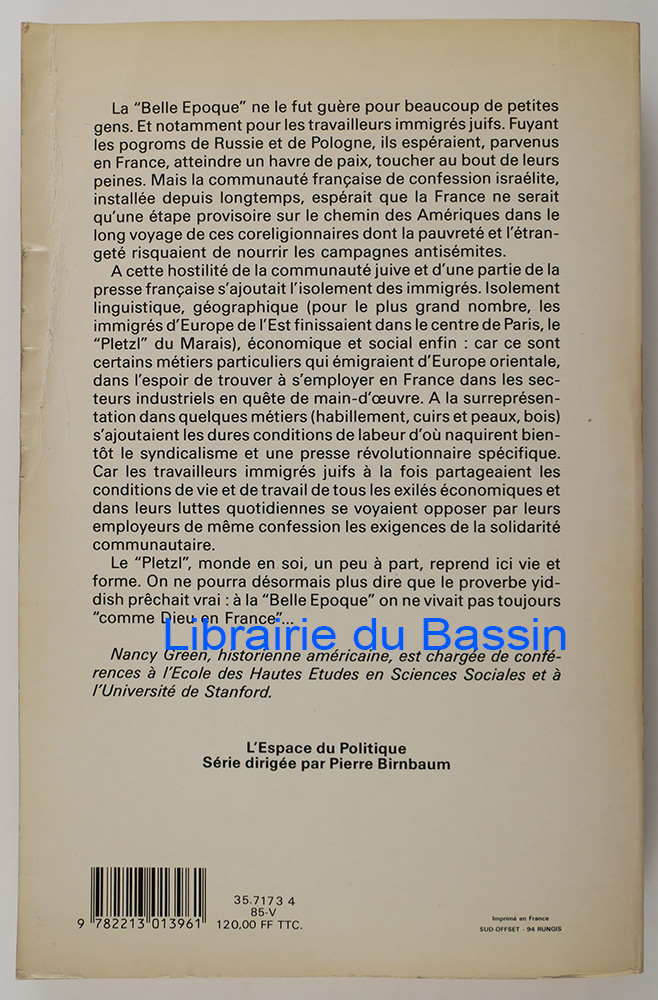 La "Belle Epoque" ne le fut guère pour beaucoup de petites
gens. Et notamment pour les travailleurs immigrés juifs. Fuyant
les pogroms de Russie et de Pologne, ils espéraient, parvenus
en France, atteindre un havre de paix, toucher au bout de leurs
peines. Mais la communauté française de confession israélite,
installée depuis longtemps, espérait que la France ne serait
qu'une étape provisoire sur le chemin des Amériques dans le
long voyage de ces coreligionnaires dont la pauvreté et l'étran-
geté risquaient de nourrir les campagnes antisémites.
A cette hostilité de la communauté juive et d'une partie de la
presse française s'ajoutait l'isolement des immigrés. Isolement
linguistique, géographique (pour le plus grand nombre, les
immigrés d'Europe de l'Est finissaient dans le centre de Paris, le
"Pletzl" du Marais), économique et social enfin : car ce sont
certains métiers particuliers qui émigraient d'Europe orientale,
dans l'espoir de trouver à s'employer en France dans les sec-
teurs industriels en quête de main-d'œuvre. A la surreprésen-
tation dans quelques métiers (habillement, cuirs et peaux, bois)
s'ajoutaient les dures conditions de labeur d'où naquirent bien-
tôt le syndicalisme et une presse révolutionnaire spécifique.
Car les travailleurs immigrés juifs à la fois partageaient les
conditions de vie et de travail de tous les exilés économiques et
dans leurs luttes quotidiennes se voyaient opposer par leurs
employeurs de même confession les exigences de la solidarité
communautaire.
Le "Pletzl", monde en soi, un peu à part, reprend ici vie et
forme. On ne pourra désormais plus dire que le proverbe yid-
dish prêchait vrai : à la "Belle Epoque" on ne vivait pas toujours
"comme Dieu en France"...
Librairie du Bassin
Nancy Green, historienne américaine, est chargée de confé-
rences à l'Ecole des Hautes Etudes en Sciences Sociales et à
l'Université de Stanford.
L'Espace du Politique
Série dirigée par Pierre Birnbaum
35.7173 4
85-V
9 782213 013961
120,00 FF TTC.
Imprimé en France
SUD-OFFSET - 94 RUNGIS